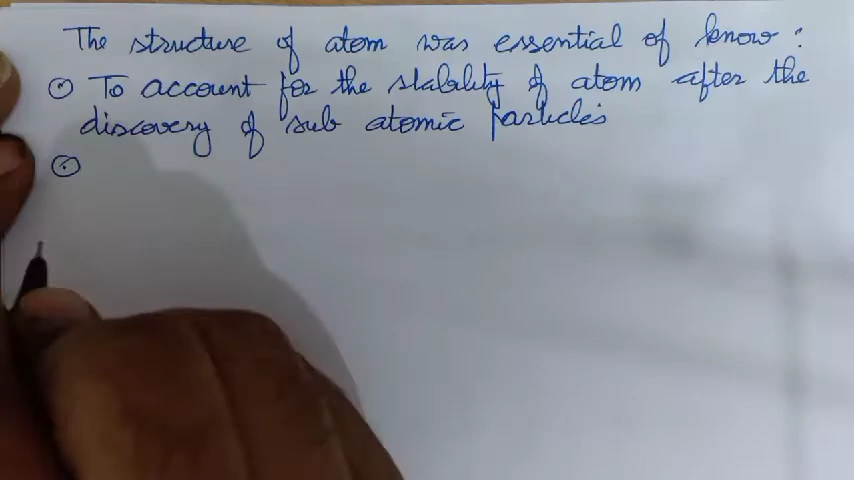 The structure of atom was essential of know :
⊙ To account for the stability of atom after the
discovery of sub atomic particles
⊙